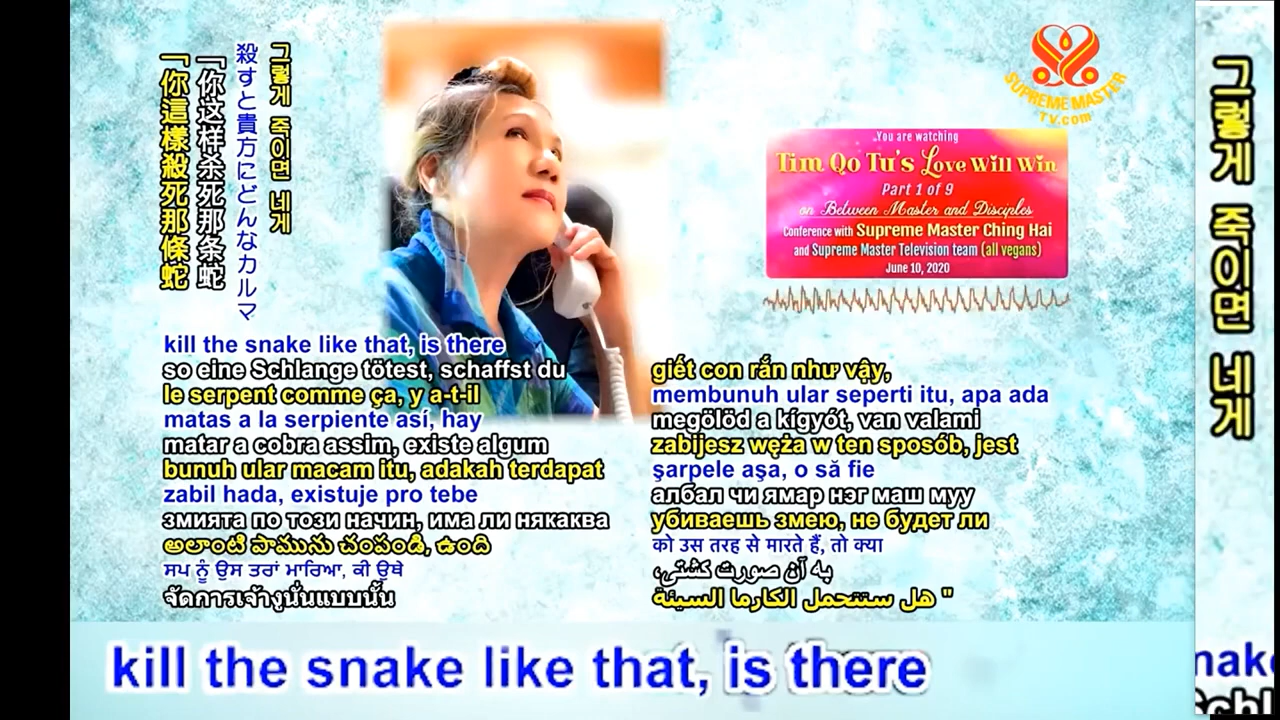 그렇게 죽이면 네게
殺すと貴方にどんなカルマ
「你这样杀死那条蛇
「你這樣殺死那條蛇
SUPREME MASTER
TV.com
You are watching
Tim Qo Tu's Love Will Win
Part 1 of 9
on Between Master and Disciples
Conference with Supreme Master Ching Hai
and Supreme Master Television team (all vegans)
June 10, 2020
kill the snake like that, is there
so eine Schlange tötest, schaffst du
le serpent comme ça, y a-t-il
matas a la serpiente así, hay
matar a cobra assim, existe algum
bunuh ular macam itu, adakah terdapat
zabil hada, existuje pro tebe
змията по този начин, има ли някаква
అలాంటి పామును చంపండి, ఉంది
ਸਪ ਨੂੰ ਉਸ ਤਰਾਂ ਮਾਰਿਆ, ਕੀ ਉਥੇ
จัดการเจ้างูนั่นแบบนั้น
giết con rắn như vậy,
membunuh ular seperti itu, apa ada
megölöd a kígyót, van valami
zabijesz węża w ten sposób, jest
şarpele aşa, o să fie
албал чи ямар нэг маш муу
убиваешь змею, не будет ли
को उस तरह से मारते हैं, तो क्या
به آن صورت کشتی،
" هل ستتحمل الكارما السيئة
kill the snake like that, is there
그렇게 죽이면 네게